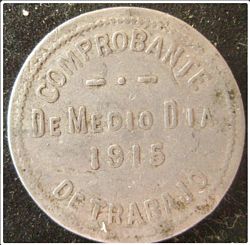 COMPROBANTE
DE MEDIO DIA
1915
DE TRABAJO